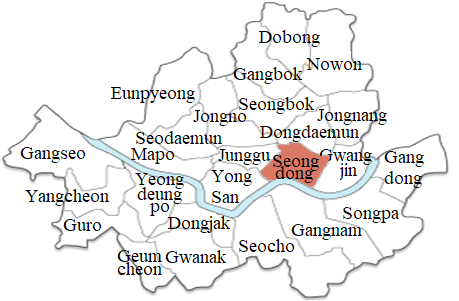 Dobong
Nowon
Gangbok
Eunpyeong
Seongbok
Jongno
Jongnang
Dongdaemun
Seodaemun
Gangseo
Mapo
Junggu
Seong
dong
Gwang
jin
Gang
dong
Yangcheon
Yeong
deung
po
Yong
San
Songpa
Guro
Dongjak
Gangnam
Seocho
Geum
cheon
Gwanak